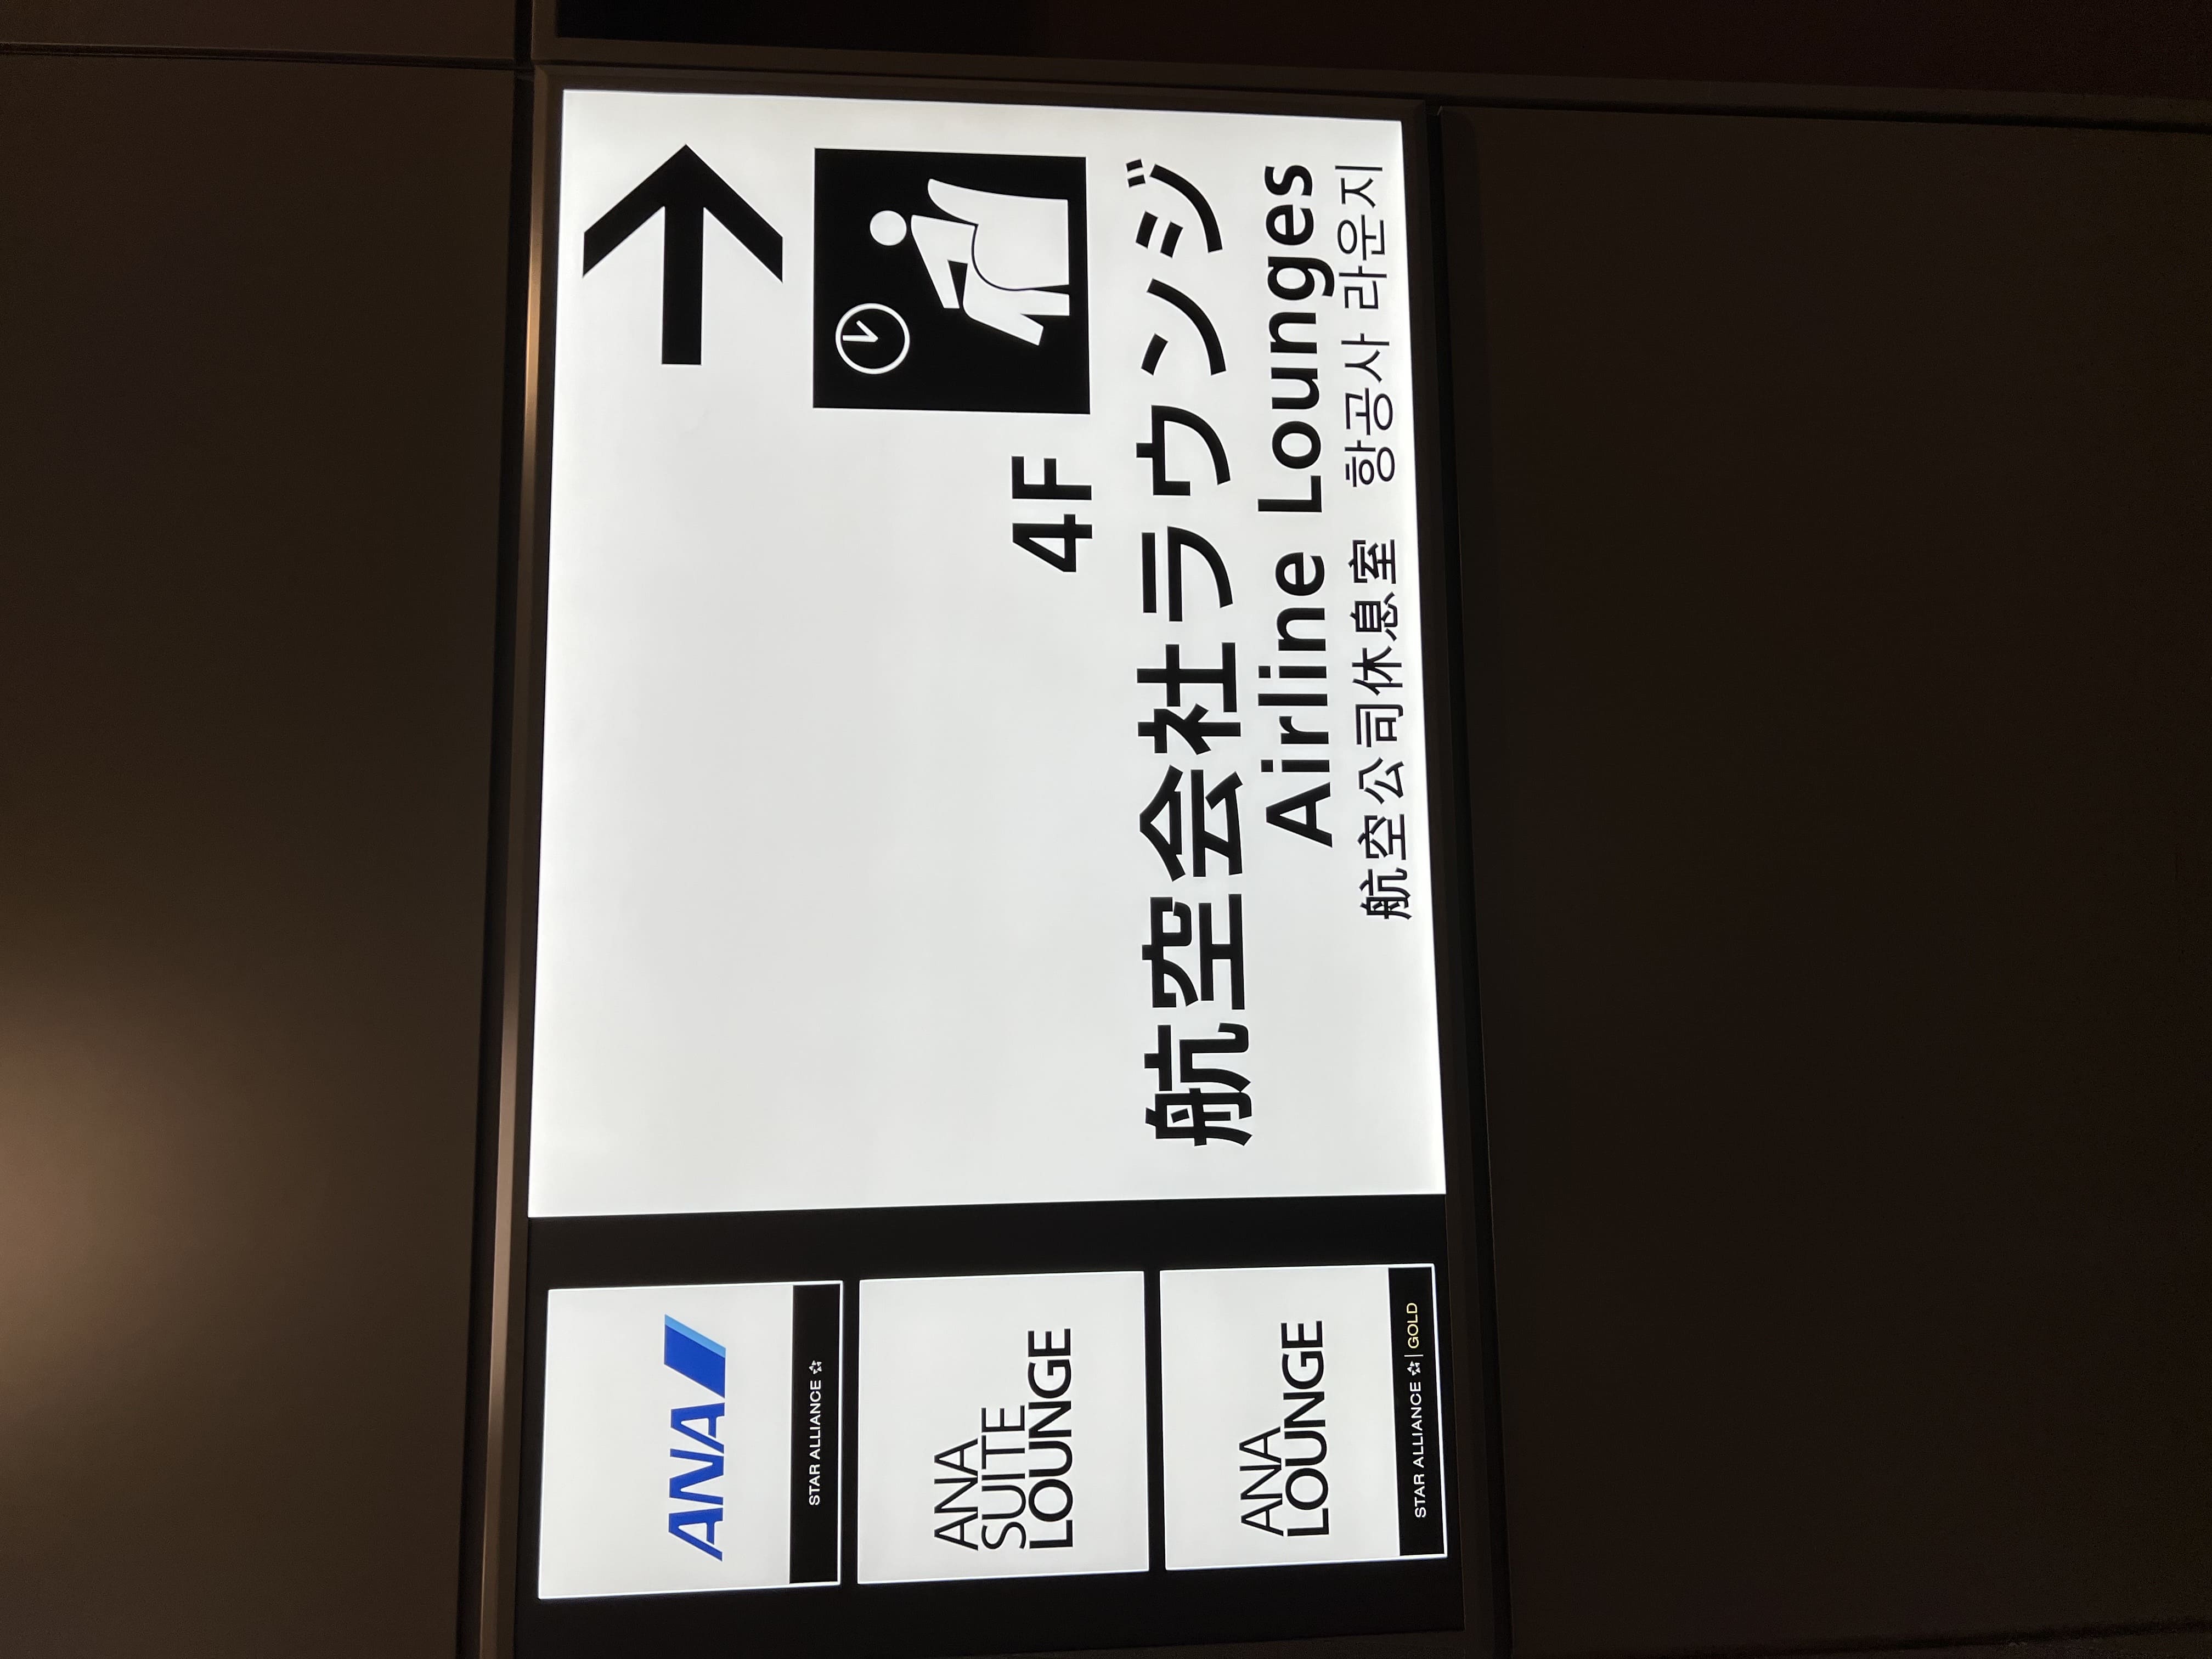 ANA
STAR ALLIANCE
ANA
SUITE
LOUNGE
ANA
LOUNGE
STAR ALLIANCE | GOLD
4F
航空会社ラウンジ
Airline Lounges
航空公司休息室 항공사 라운지